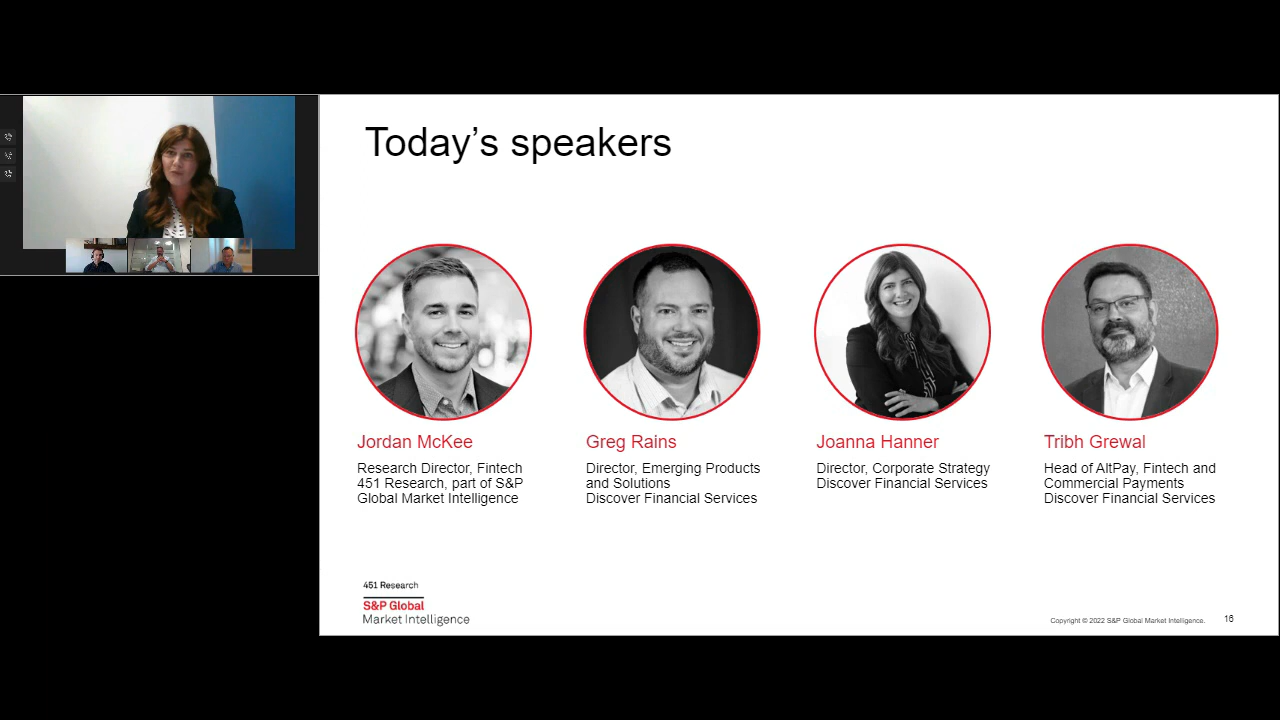 Today's speakers
Jordan McKee
Research Director, Fintech
451 Research, part of S&P
Global Market Intelligence
Greg Rains
Director, Emerging Products
and Solutions
Discover Financial Services
Joanna Hanner
Director, Corporate Strategy
Discover Financial Services
Tribh Grewal
Head of AltPay, Fintech and
Commercial Payments
Discover Financial Services
451 Research
S&P Global
Market Intelligence
Copyright © 2022 S&P Global Market Intelligence.
16